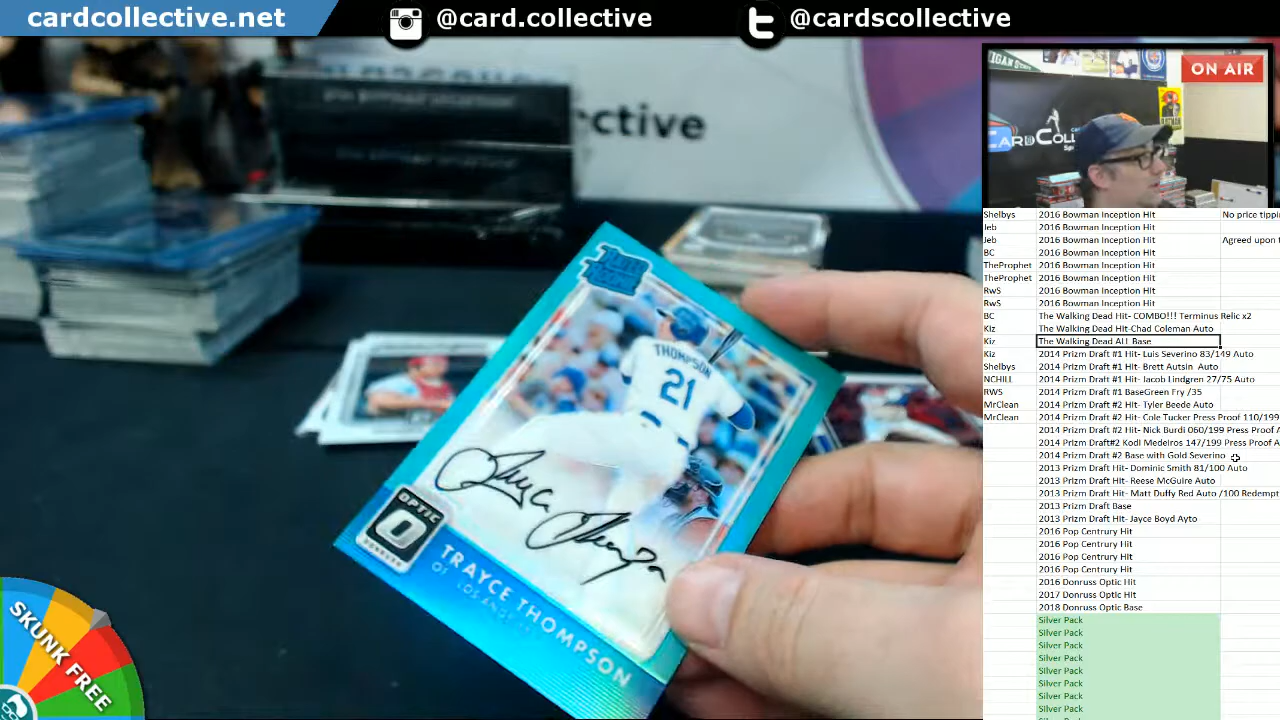 cardcollective.net
@card.collective
@cardscollective
ective
ON AIR
THOMPSON
21
OPTIC
DONRUSS
TRAYCE THOMPSON
OF
SKUNK FREE
Shelbys 2016 Bowman Inception Hit No price tippi
Jeb 2016 Bowman Inception Hit
Jeb 2016 Bowman Inception Hit Agreed upon t
BC 2016 Bowman Inception Hit
TheProphet 2016 Bowman Inception Hit
TheProphet 2016 Bowman Inception Hit
RwS 2016 Bowman Inception Hit
RwS 2016 Bowman Inception Hit
BC The Walking Dead Hit- COMBO!!! Terminus Relic x2
Kiz The Walking Dead Hit-Chad Coleman Auto
Kiz The Walking Dead ALL Base
Kiz 2014 Prizm Draft #1 Hit- Luis Severino 83/149 Auto
Shelbys 2014 Prizm Draft #1 Hit- Brett Autsin Auto
NCHILL 2014 Prizm Draft #1 Hit- Jacob Lindgren 27/75 Auto
RWS 2014 Prizm Draft #1 BaseGreen Fry /35
MrClean 2014 Prizm Draft #2 Hit- Tyler Beede Auto
MrClean 2014 Prizm Draft #2 Hit- Cole Tucker Press Proof 110/199
2014 Prizm Draft #2 Hit- Nick Burdi 060/199 Press Proof A
2014 Prizm Draft#2 Kodi Medeiros 147/199 Press Proof A
2014 Prizm Draft #2 Base with Gold Severino
2013 Prizm Draft Hit- Dominic Smith 81/100 Auto
2013 Prizm Draft Hit- Reese McGuire Auto
2013 Prizm Draft Hit- Matt Duffy Red Auto /100 Redempt
2013 Prizm Draft Base
2013 Prizm Draft Hit- Jayce Boyd Ayto
2016 Pop Centrury Hit
2016 Pop Centrury Hit
2016 Pop Centrury Hit
2016 Pop Centrury Hit
2016 Donruss Optic Hit
2017 Donruss Optic Hit
2018 Donruss Optic Base
Silver Pack
Silver Pack
Silver Pack
Silver Pack
Silver Pack
Silver Pack
Silver Pack
Silver Pack